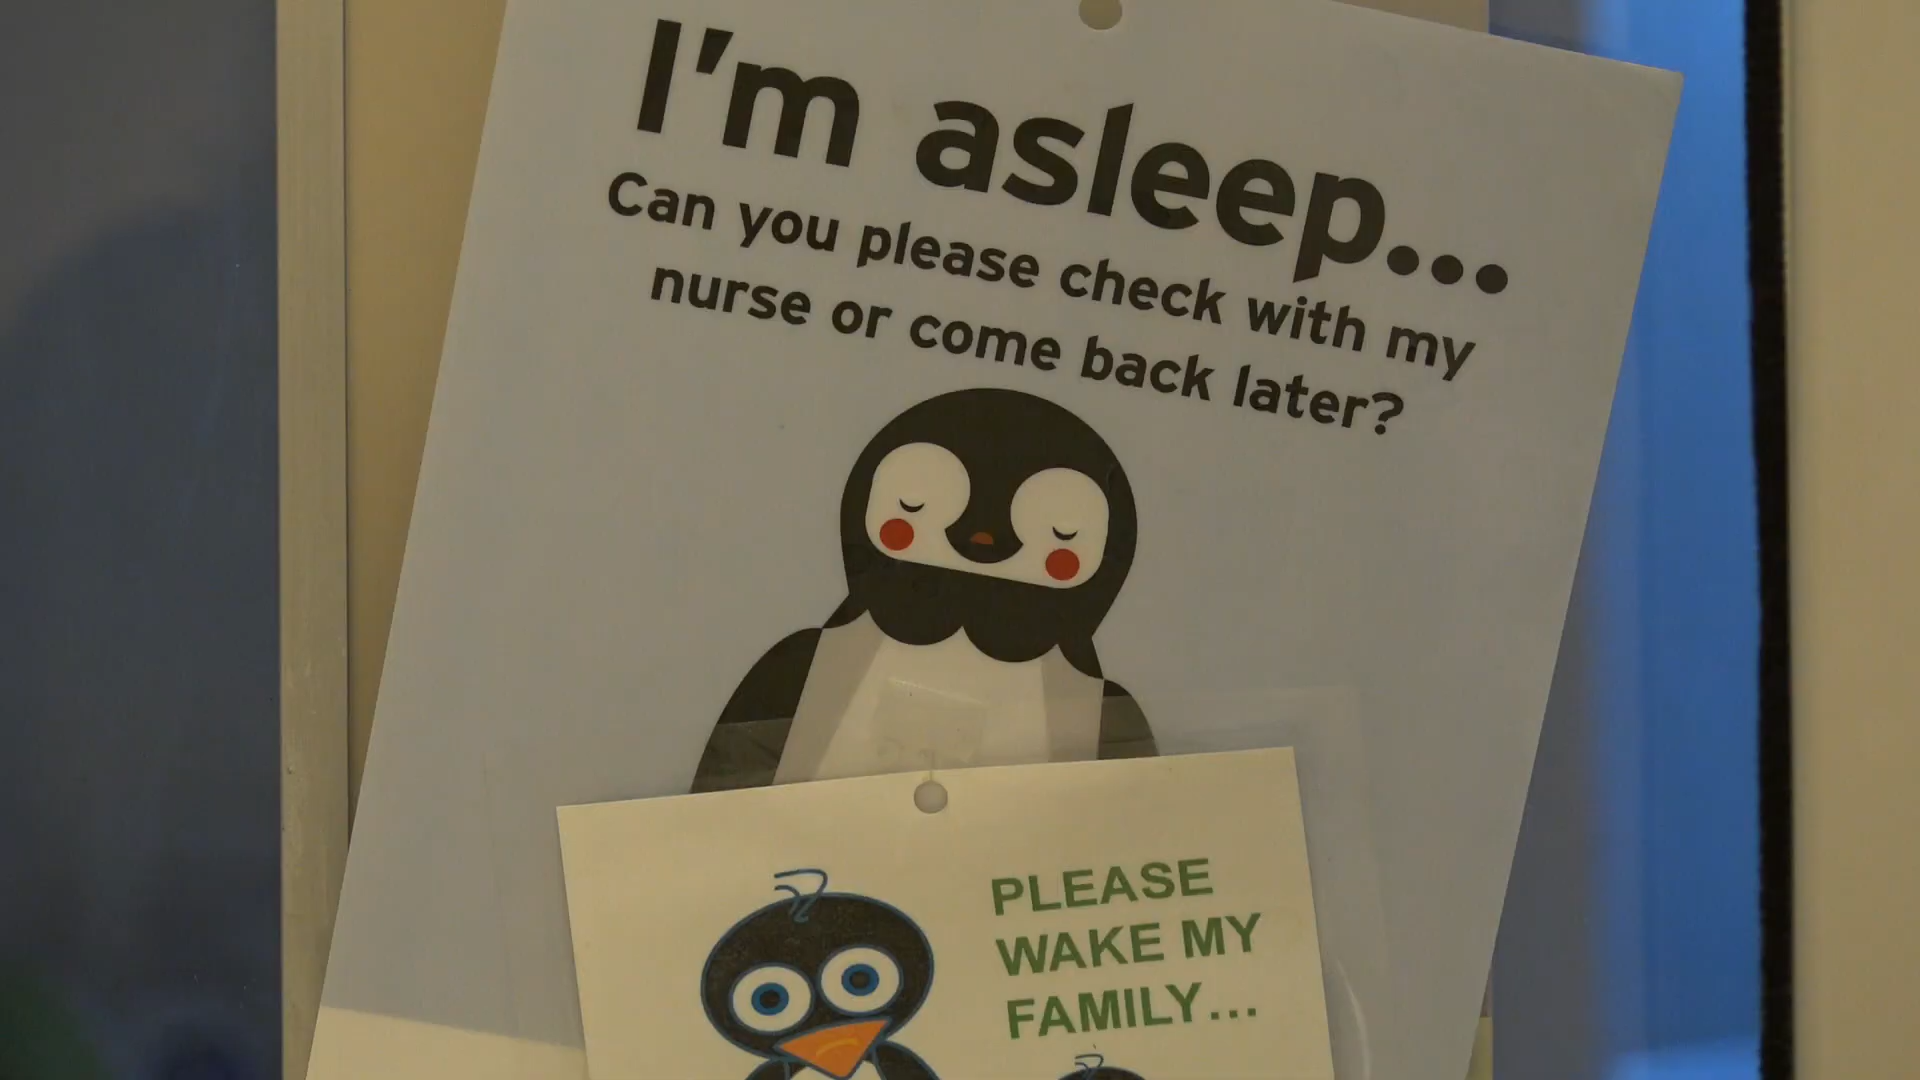 I'm asleep...
Can you please check with my
nurse or come back later?
PLEASE
WAKE MY
FAMILY...